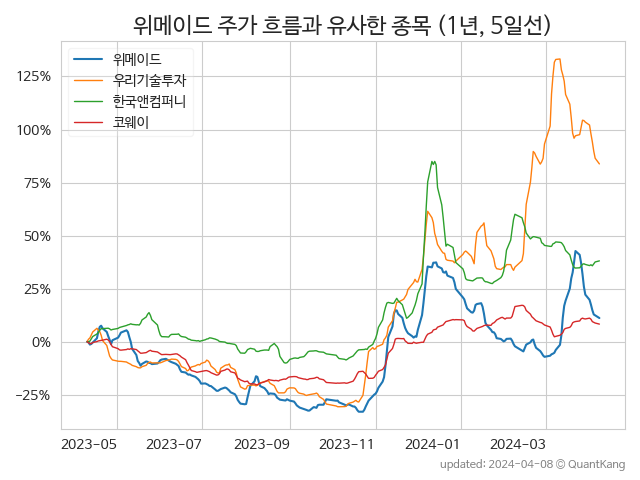 위메이드 주가 흐름과 유사한 종목 (1년, 5일선)
위메이드
우리기술투자
한국앤컴퍼니
코웨이
125%
100%
75%
50%
25%
0%
−25%
2023-05 2023-07 2023-09 2023-11 2024-01 2024-03
updated: 2024-04-08 © QuantKang